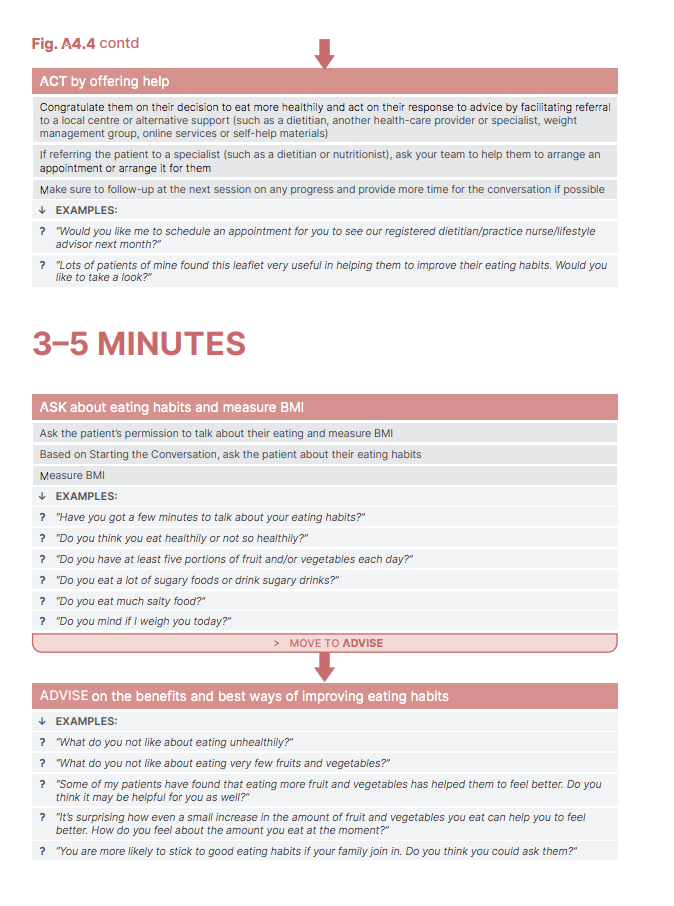 Fig. A4.4 contd
ACT by offering help
Congratulate them on their decision to eat more healthily and act on their response to advice by facilitating referral
to a local centre or alternative support (such as a dietitian, another health-care provider or specialist, weight
management group, online services or self-help materials)
If referring the patient to a specialist (such as a dietitian or nutritionist), ask your team to help them to arrange an
appointment or arrange it for them
Make sure to follow-up at the next session on any progress and provide more time for the conversation if possible
↓ EXAMPLES:
? "Would you like me to schedule an appointment for you to see our registered dietitian/practice nurse/lifestyle
advisor next month?"
? "Lots of patients of mine found this leaflet very useful in helping them to improve their eating habits. Would you
like to take a look?"
3–5 MINUTES
ASK about eating habits and measure BMI
Ask the patient's permission to talk about their eating and measure BMI
Based on Starting the Conversation, ask the patient about their eating habits
Measure BMI
↓ EXAMPLES:
? "Have you got a few minutes to talk about your eating habits?"
? "Do you think you eat healthily or not so healthily?"
? "Do you have at least five portions of fruit and/or vegetables each day?"
? "Do you eat a lot of sugary foods or drink sugary drinks?"
? "Do you eat much salty food?"
? "Do you mind if I weigh you today?"
> MOVE TO ADVISE
ADVISE on the benefits and best ways of improving eating habits
↓ EXAMPLES:
? "What do you not like about eating unhealthily?"
? "What do you not like about eating very few fruits and vegetables?"
? "Some of my patients have found that eating more fruit and vegetables has helped them to feel better. Do you
think it may be helpful for you as well?"
? "It's surprising how even a small increase in the amount of fruit and vegetables you eat can help you to feel
better. How do you feel about the amount you eat at the moment?"
? "You are more likely to stick to good eating habits if your family join in. Do you think you could ask them?"